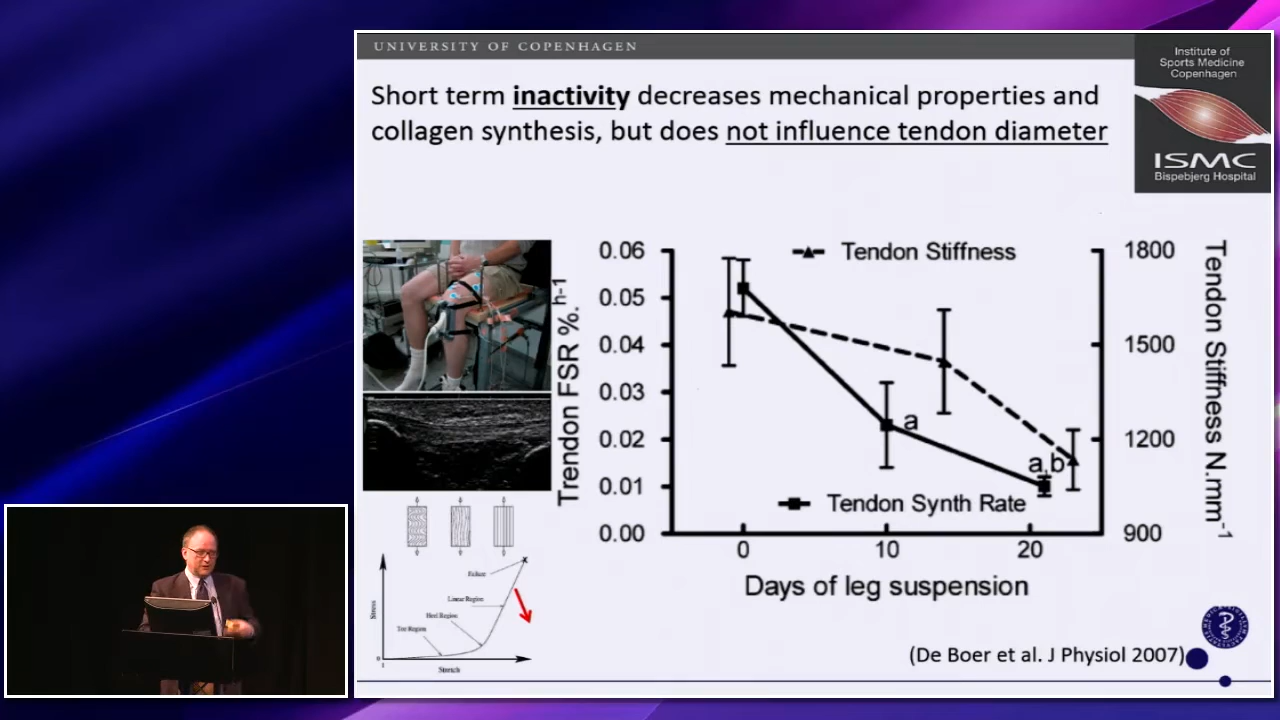 UNIVERSITY OF COPENHAGEN
Institute of
Sports Medicine
Copenhagen
ISMC
Bispebjerg Hospital
Short term inactivity decreases mechanical properties and
collagen synthesis, but does not influence tendon diameter
Trendon FSR %.h-1
0.06
0.05
0.04
0.03
0.02
0.01
0.00
Tendon Stiffness
a
a,b
Tendon Synth Rate
1800
1500
1200
900
Tendon Stiffness N.mm-1
0
10
20
Days of leg suspension
Failure
Linear Region
Heel Region
Toe Region
Stress
0
1
Stretch
(De Boer et al. J Physiol 2007)